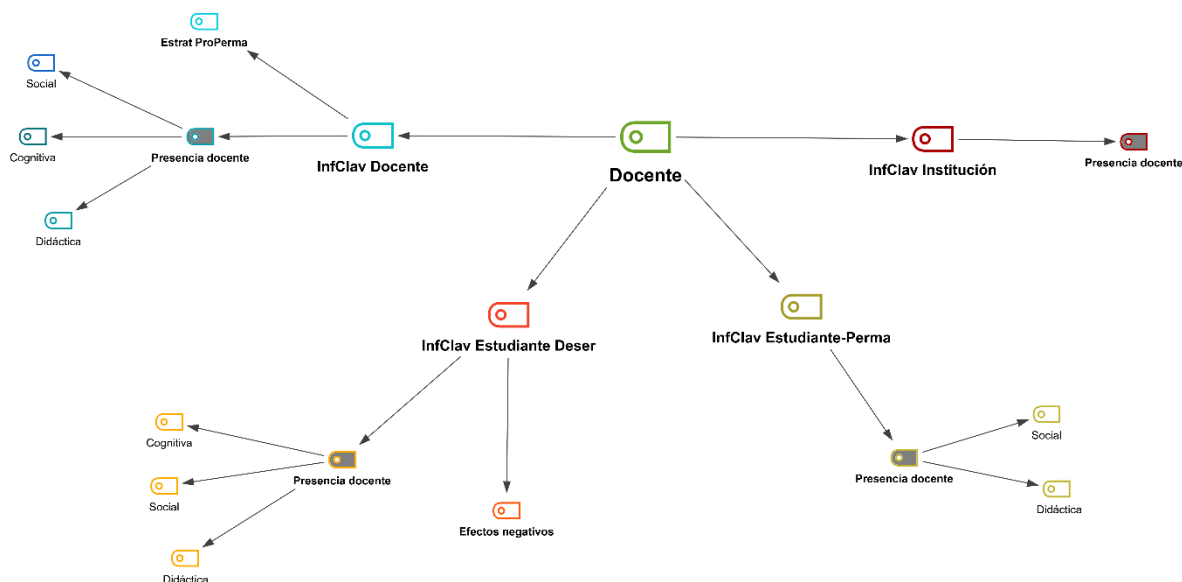 Estrat ProPerma
Social
Cognitiva
Presencia docente
InfClav Docente
Docente
InfClav Institución
Presencia docente
Didáctica
InfClav Estudiante Deser
InfClav Estudiante-Perma
Cognitiva
Social
Presencia docente
Social
Presencia docente
Efectos negativos
Didáctica
Didáctica